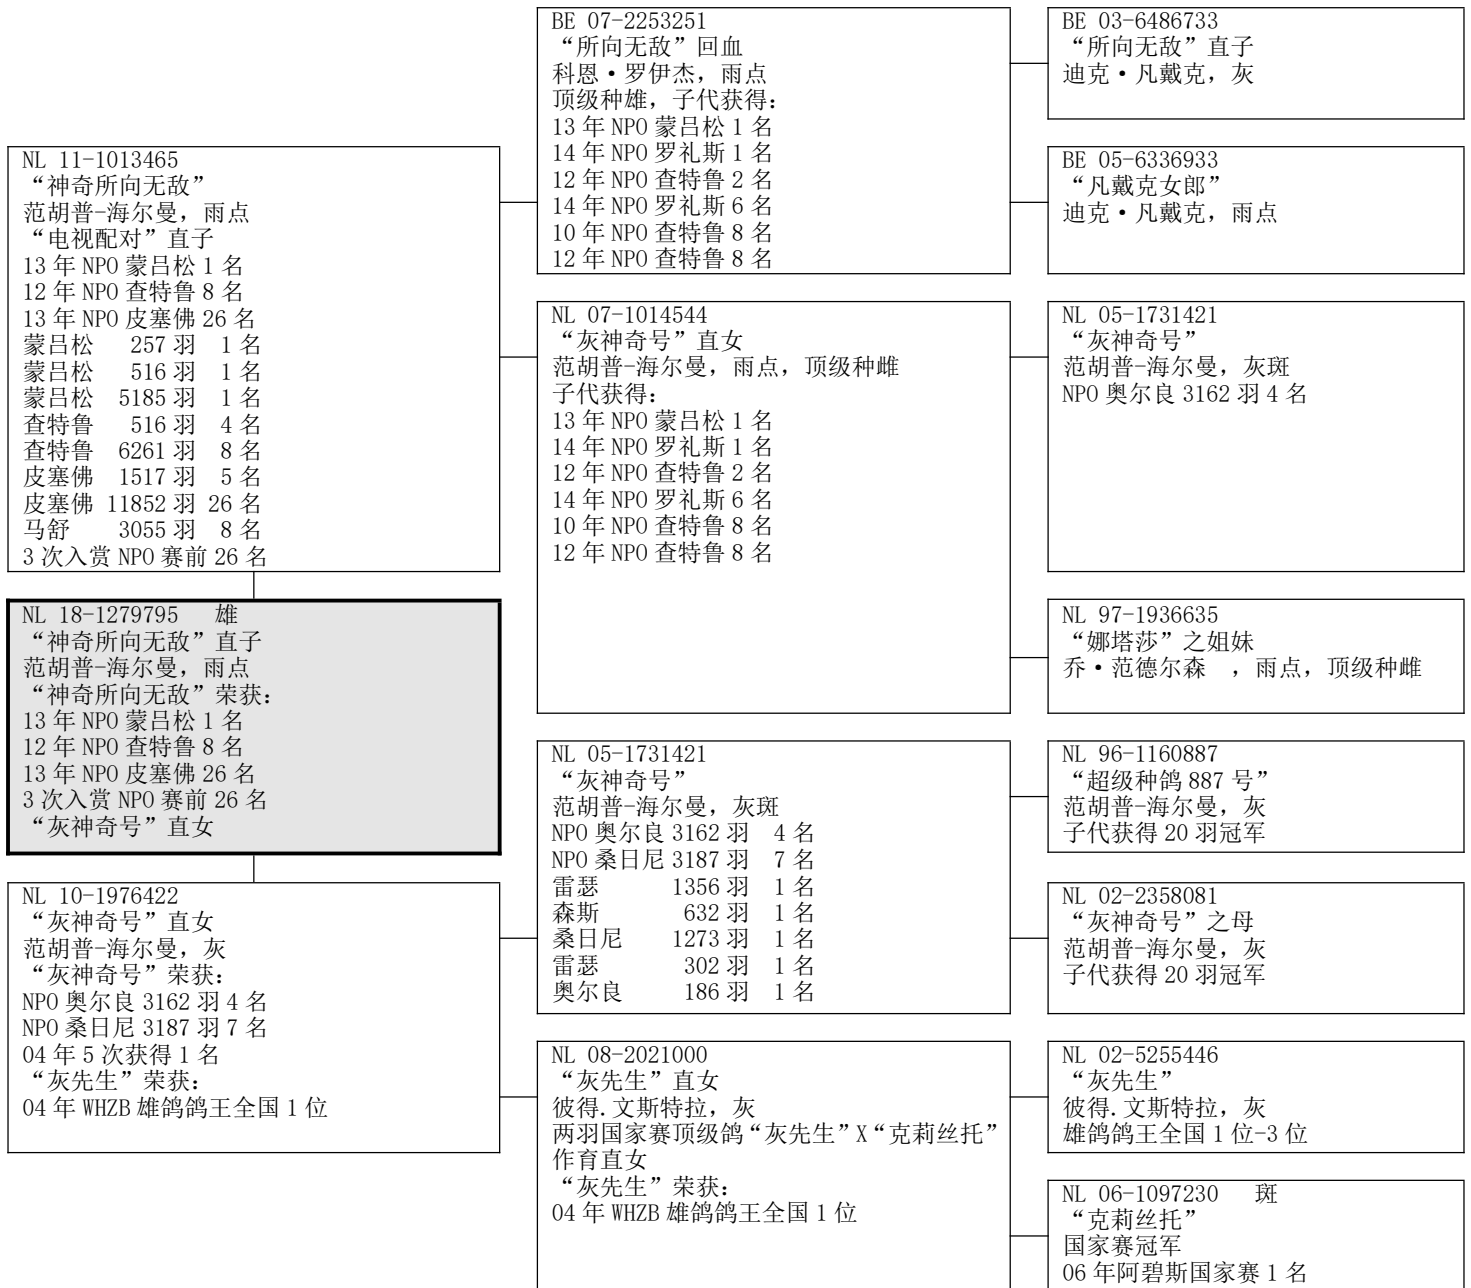 NL 11-1013465
“神奇所向无敌”
范胡普-海尔曼，雨点
“电视配对”直子
13 年 NPO 蒙吕松 1 名
12 年 NPO 查特鲁 8 名
13 年 NPO 皮塞佛 26 名
蒙吕松 257 羽 1 名
蒙吕松 516 羽 1 名
蒙吕松 5185 羽 1 名
查特鲁 516 羽 4 名
查特鲁 6261 羽 8 名
皮塞佛 1517 羽 5 名
皮塞佛 11852 羽 26 名
马舒 3055 羽 8 名
3 次入赏 NPO 赛前 26 名
NL 18-1279795 雄
“神奇所向无敌”直子
范胡普-海尔曼，雨点
“神奇所向无敌”荣获：
13 年 NPO 蒙吕松 1 名
12 年 NPO 查特鲁 8 名
13 年 NPO 皮塞佛 26 名
3 次入赏 NPO 赛前 26 名
“灰神奇号”直女
NL 10-1976422
“灰神奇号”直女
范胡普-海尔曼，灰
“灰神奇号”荣获：
NPO 奥尔良 3162 羽 4 名
NPO 桑日尼 3187 羽 7 名
04 年 5 次获得 1 名
“灰先生”荣获：
04 年 WHZB 雄鸽鸽王全国 1 位
BE 07-2253251
“所向无敌”回血
科恩•罗伊杰，雨点
顶级种雄，子代获得：
13 年 NPO 蒙吕松 1 名
14 年 NPO 罗礼斯 1 名
12 年 NPO 查特鲁 2 名
14 年 NPO 罗礼斯 6 名
10 年 NPO 查特鲁 8 名
12 年 NPO 查特鲁 8 名
NL 07-1014544
“灰神奇号”直女
范胡普-海尔曼，雨点，顶级种雌
子代获得：
13 年 NPO 蒙吕松 1 名
14 年 NPO 罗礼斯 1 名
12 年 NPO 查特鲁 2 名
14 年 NPO 罗礼斯 6 名
10 年 NPO 查特鲁 8 名
12 年 NPO 查特鲁 8 名
NL 05-1731421
“灰神奇号”
范胡普-海尔曼，灰斑
NPO 奥尔良 3162 羽 4 名
NPO 桑日尼 3187 羽 7 名
雷瑟 1356 羽 1 名
森斯 632 羽 1 名
桑日尼 1273 羽 1 名
雷瑟 302 羽 1 名
奥尔良 186 羽 1 名
NL 08-2021000
“灰先生”直女
彼得.文斯特拉，灰
两羽国家赛顶级鸽“灰先生”X“克莉丝托”
作育直女
“灰先生”荣获：
04 年 WHZB 雄鸽鸽王全国 1 位
BE 03-6486733
“所向无敌”直子
迪克•凡戴克，灰
BE 05-6336933
“凡戴克女郎”
迪克•凡戴克，雨点
NL 05-1731421
“灰神奇号”
范胡普-海尔曼，灰斑
NPO 奥尔良 3162 羽 4 名
NL 97-1936635
“娜塔莎”之姐妹
乔•范德尔森 ，雨点，顶级种雌
NL 96-1160887
“超级种鸽 887 号”
范胡普-海尔曼，灰
子代获得 20 羽冠军
NL 02-2358081
“灰神奇号”之母
范胡普-海尔曼，灰
子代获得 20 羽冠军
NL 02-5255446
“灰先生”
彼得.文斯特拉，灰
雄鸽鸽王全国 1 位-3 位
NL 06-1097230 斑
“克莉丝托”
国家赛冠军
06 年阿碧斯国家赛 1 名